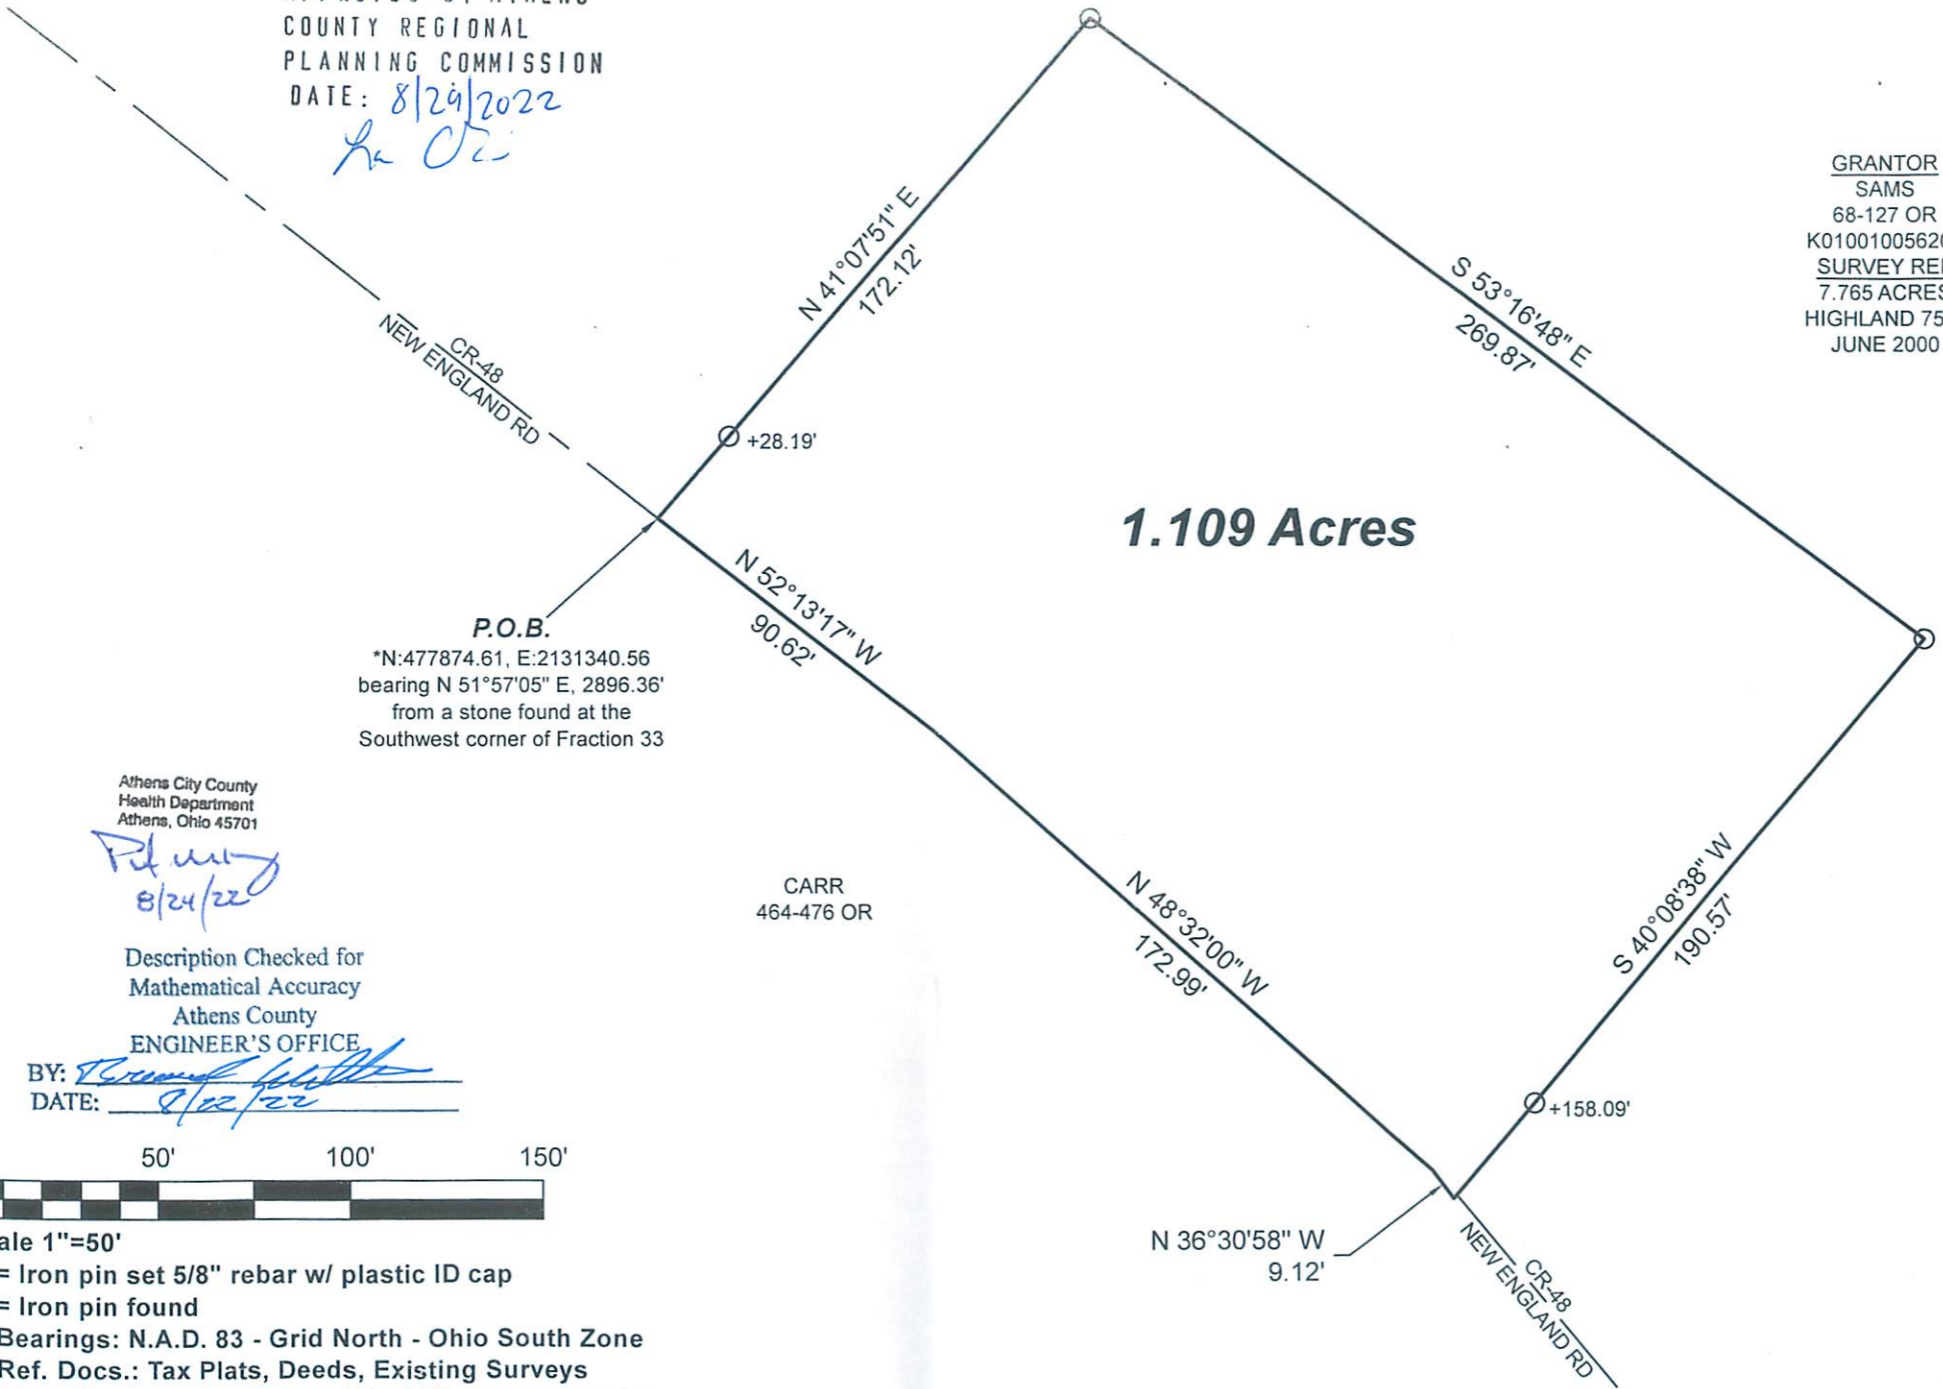 COUNTY REGIONAL
PLANNING COMMISSION
DATE: 8/29/2022
GRANTOR
SAMS
68-127 OR
K0100100562
SURVEY RE
7.765 ACRES
HIGHLAND 75
JUNE 2000
N 41°07'51" E
172.12'
S 53°16'48" E
269.87'
CR-48
NEW ENGLAND RD
+28.19'
1.109 Acres
N 52°13'17" W
90.62'
P.O.B.
*N:477874.61, E:2131340.56
bearing N 51°57'05" E, 2896.36'
from a stone found at the
Southwest corner of Fraction 33
Athens City County
Health Department
Athens, Ohio 45701
8/24/22
CARR
464-476 OR
N 48°32'00" W
172.99'
S 40°08'38" W
190.57'
Description Checked for
Mathematical Accuracy
Athens County
ENGINEER'S OFFICE
BY:
DATE: 8/22/22
+158.09'
50' 100' 150'
N 36°30'58" W
9.12'
CR-48
NEW ENGLAND RD
ale 1"=50'
= Iron pin set 5/8" rebar w/ plastic ID cap
= Iron pin found
Bearings: N.A.D. 83 - Grid North - Ohio South Zone
Ref. Docs.: Tax Plats, Deeds, Existing Surveys